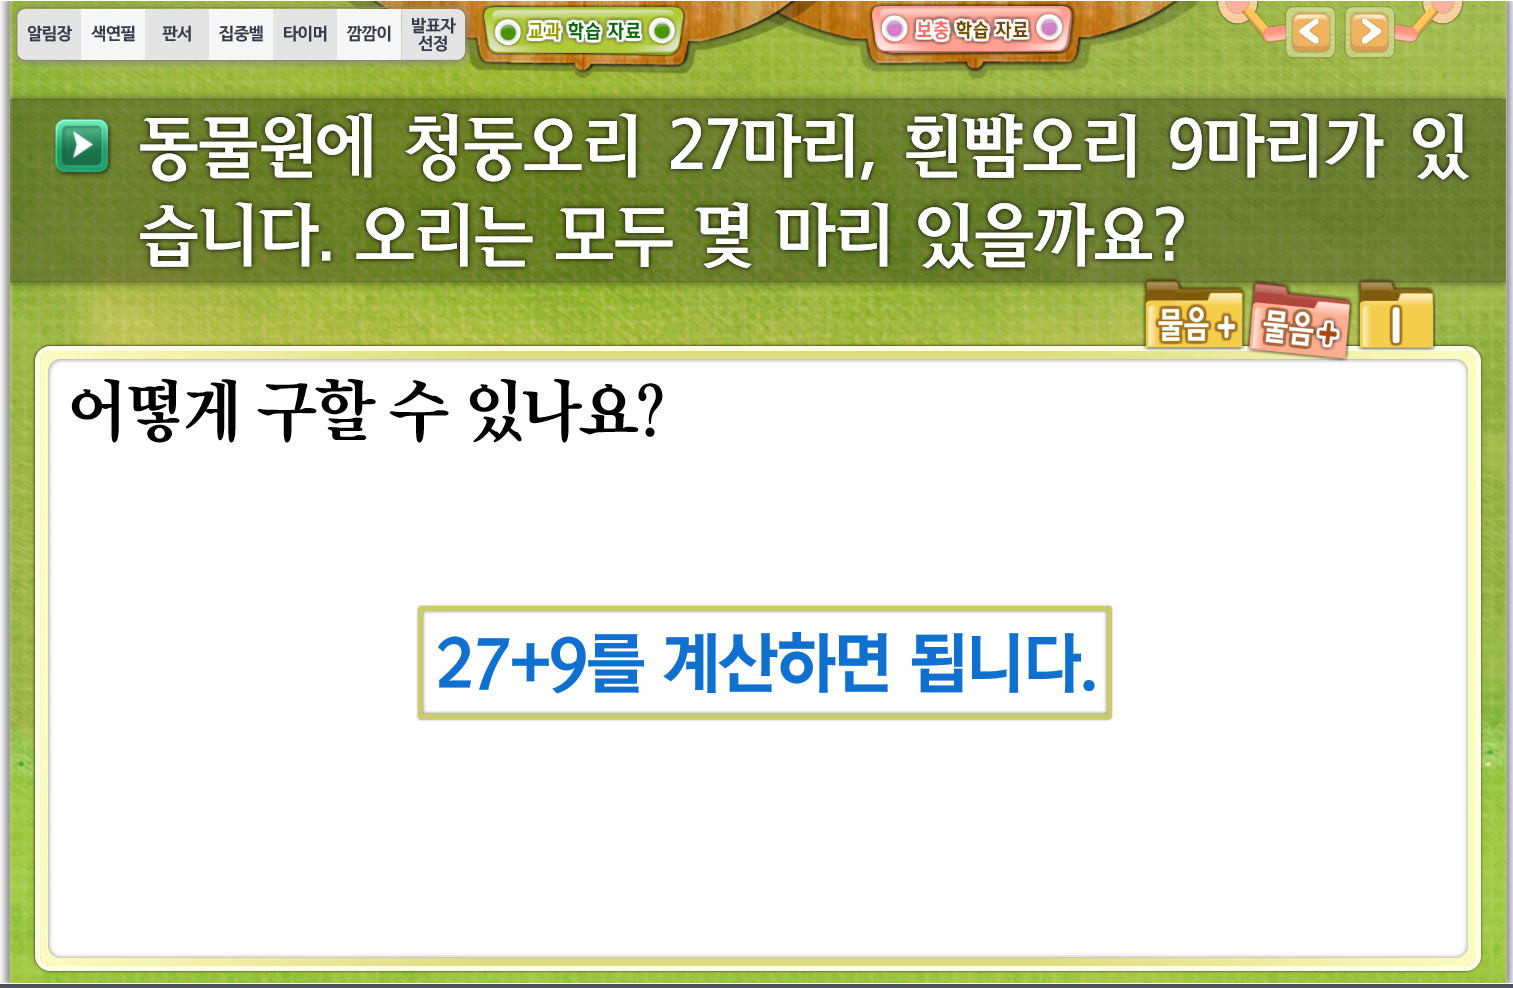 알림장 색연필 판서 집중벨 타이머 깜깜이 발표자 선정
교과 학습 자료
보충 학습 자료
동물원에 청둥오리 27마리, 흰뺨오리 9마리가 있
습니다. 오리는 모두 몇 마리 있을까요?
물음+ 물음+ 1
어떻게 구할 수 있나요?
27+9를 계산하면 됩니다.